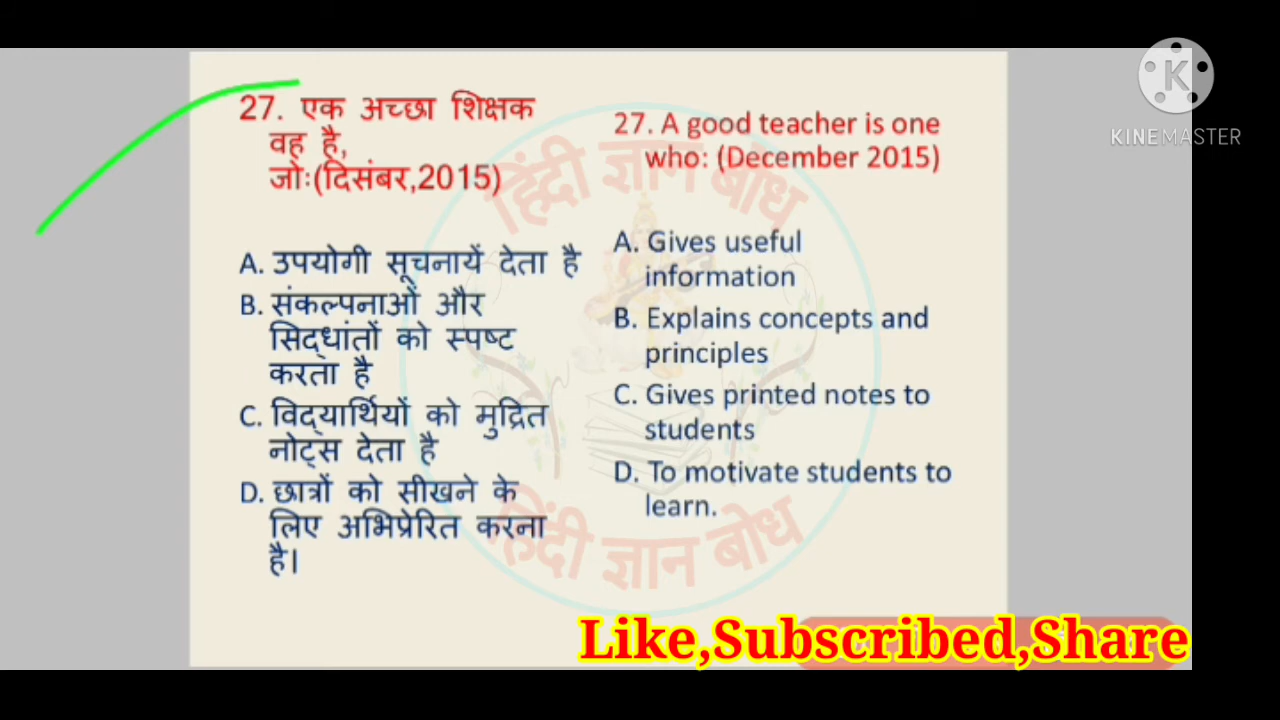 27. एक अच्छा शिक्षक
वह है,
जोः(दिसंबर,2015)
A. उपयोगी सूचनायें देता है
B. संकल्पनाओं और
सिद्धांतों को स्पष्ट
करता है
C. विद्यार्थियों को मुद्रित
नोट्स देता है
D. छात्रों को सीखने के
लिए अभिप्रेरित करना
है।
27. A good teacher is one
who: (December 2015)
A. Gives useful
information
B. Explains concepts and
principles
C. Gives printed notes to
students
D. To motivate students to
learn.
हिंदी ज्ञान बोध
हिंदी ज्ञान बोध
K
KINEMASTER
Like,Subscribed,Share